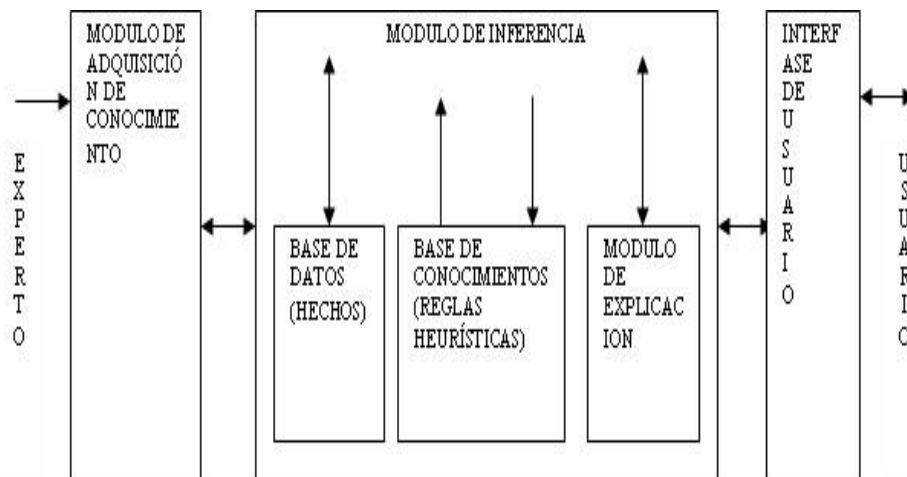 E
X
P
E
R
T
O
MODULO DE
ADQUISICIÓ
N DE
CONOCIMIE
NTO
MODULO DE INFERENCIA
BASE DE
DATOS
(HECHOS)
BASE DE
CONOCIMIENTOS
(REGLAS
HEURÍSTICAS)
MODULO
DE
EXPLICAC
ION
INTERF
ASE DE
U
S
U
A
R
I
O
U
S
U
A
R
I
O